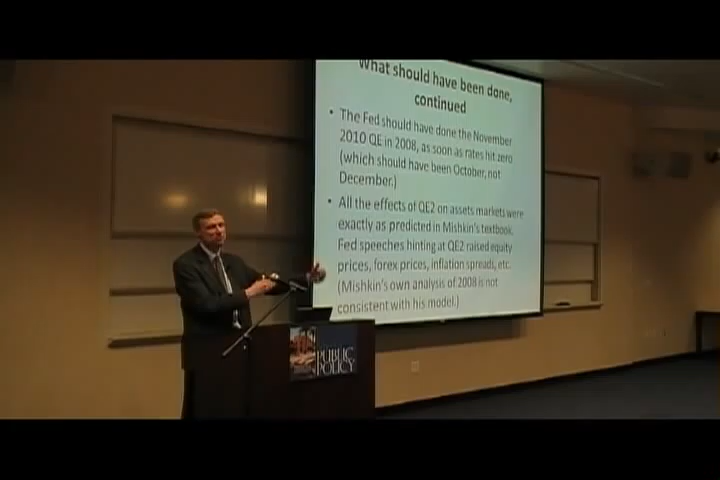 What should have been done,
continued
• The Fed should have done the November
2010 QE in 2008, as soon as rates hit zero
(which should have been October, not
December.)
• All the effects of QE2 on assets markets were
exactly as predicted in Mishkin's textbook.
Fed speeches hinting at QE2 raised equity
prices, forex prices, inflation spreads, etc.
(Mishkin's own analysis of 2008 is not
consistent with his model.)
PUBLIC
POLICY